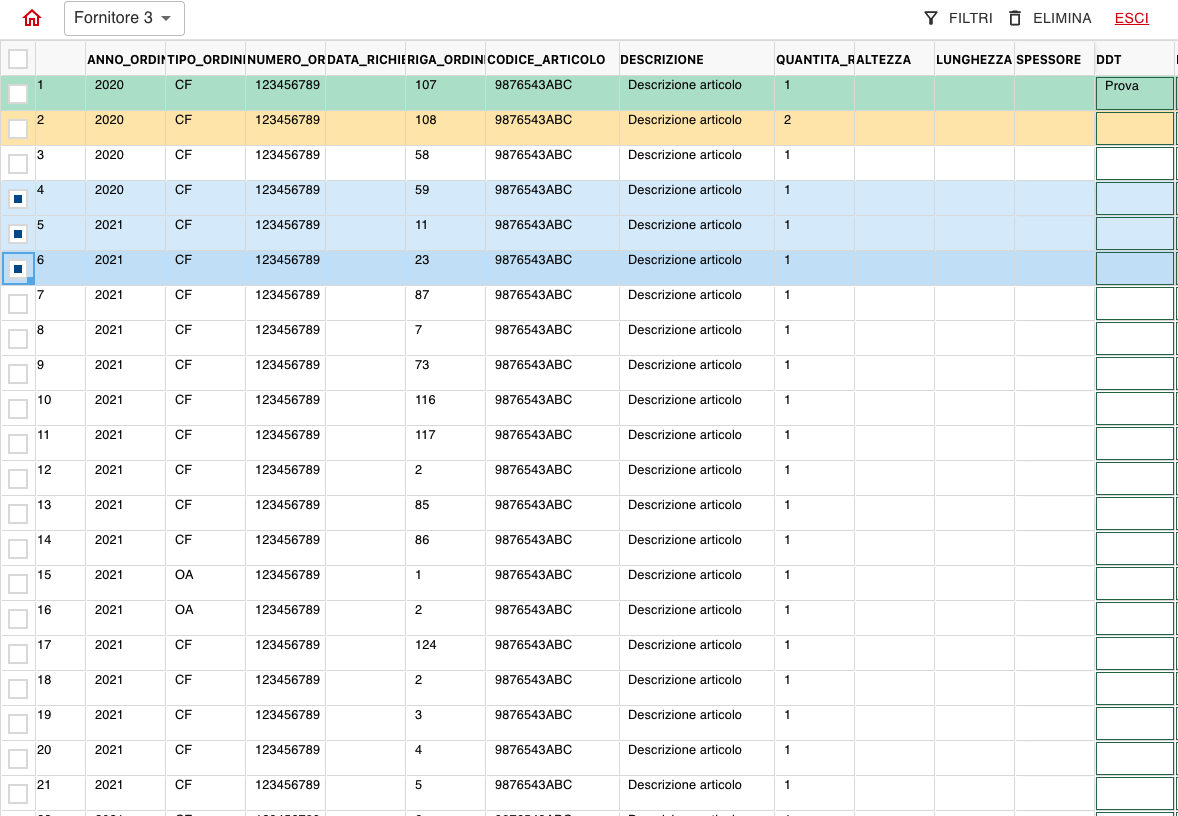 Fornitore 3 FILTRI ELIMINA ESCI
ANNO_ORDIN TIPO_ORDINI NUMERO_OR DATA_RICHIE RIGA_ORDINI CODICE_ARTICOLO DESCRIZIONE QUANTITA_R ALTEZZA LUNGHEZZA SPESSORE DDT
1 2020 CF 123456789 107 9876543ABC Descrizione articolo 1 Prova
2 2020 CF 123456789 108 9876543ABC Descrizione articolo 2
3 2020 CF 123456789 58 9876543ABC Descrizione articolo 1
4 2020 CF 123456789 59 9876543ABC Descrizione articolo 1
5 2021 CF 123456789 11 9876543ABC Descrizione articolo 1
6 2021 CF 123456789 23 9876543ABC Descrizione articolo 1
7 2021 CF 123456789 87 9876543ABC Descrizione articolo 1
8 2021 CF 123456789 7 9876543ABC Descrizione articolo 1
9 2021 CF 123456789 73 9876543ABC Descrizione articolo 1
10 2021 CF 123456789 116 9876543ABC Descrizione articolo 1
11 2021 CF 123456789 117 9876543ABC Descrizione articolo 1
12 2021 CF 123456789 2 9876543ABC Descrizione articolo 1
13 2021 CF 123456789 85 9876543ABC Descrizione articolo 1
14 2021 CF 123456789 86 9876543ABC Descrizione articolo 1
15 2021 OA 123456789 1 9876543ABC Descrizione articolo 1
16 2021 OA 123456789 2 9876543ABC Descrizione articolo 1
17 2021 CF 123456789 124 9876543ABC Descrizione articolo 1
18 2021 CF 123456789 2 9876543ABC Descrizione articolo 1
19 2021 CF 123456789 3 9876543ABC Descrizione articolo 1
20 2021 CF 123456789 4 9876543ABC Descrizione articolo 1
21 2021 CF 123456789 5 9876543ABC Descrizione articolo 1